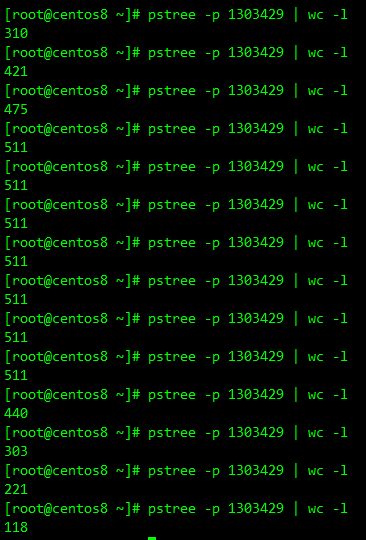 [root@centos8 ~]# pstree -p 1303429 | wc -l
310
[root@centos8 ~]# pstree -p 1303429 | wc -l
421
[root@centos8 ~]# pstree -p 1303429 | wc -l
475
[root@centos8 ~]# pstree -p 1303429 | wc -l
511
[root@centos8 ~]# pstree -p 1303429 | wc -l
511
[root@centos8 ~]# pstree -p 1303429 | wc -l
511
[root@centos8 ~]# pstree -p 1303429 | wc -l
511
[root@centos8 ~]# pstree -p 1303429 | wc -l
511
[root@centos8 ~]# pstree -p 1303429 | wc -l
511
[root@centos8 ~]# pstree -p 1303429 | wc -l
511
[root@centos8 ~]# pstree -p 1303429 | wc -l
440
[root@centos8 ~]# pstree -p 1303429 | wc -l
303
[root@centos8 ~]# pstree -p 1303429 | wc -l
221
[root@centos8 ~]# pstree -p 1303429 | wc -l
118